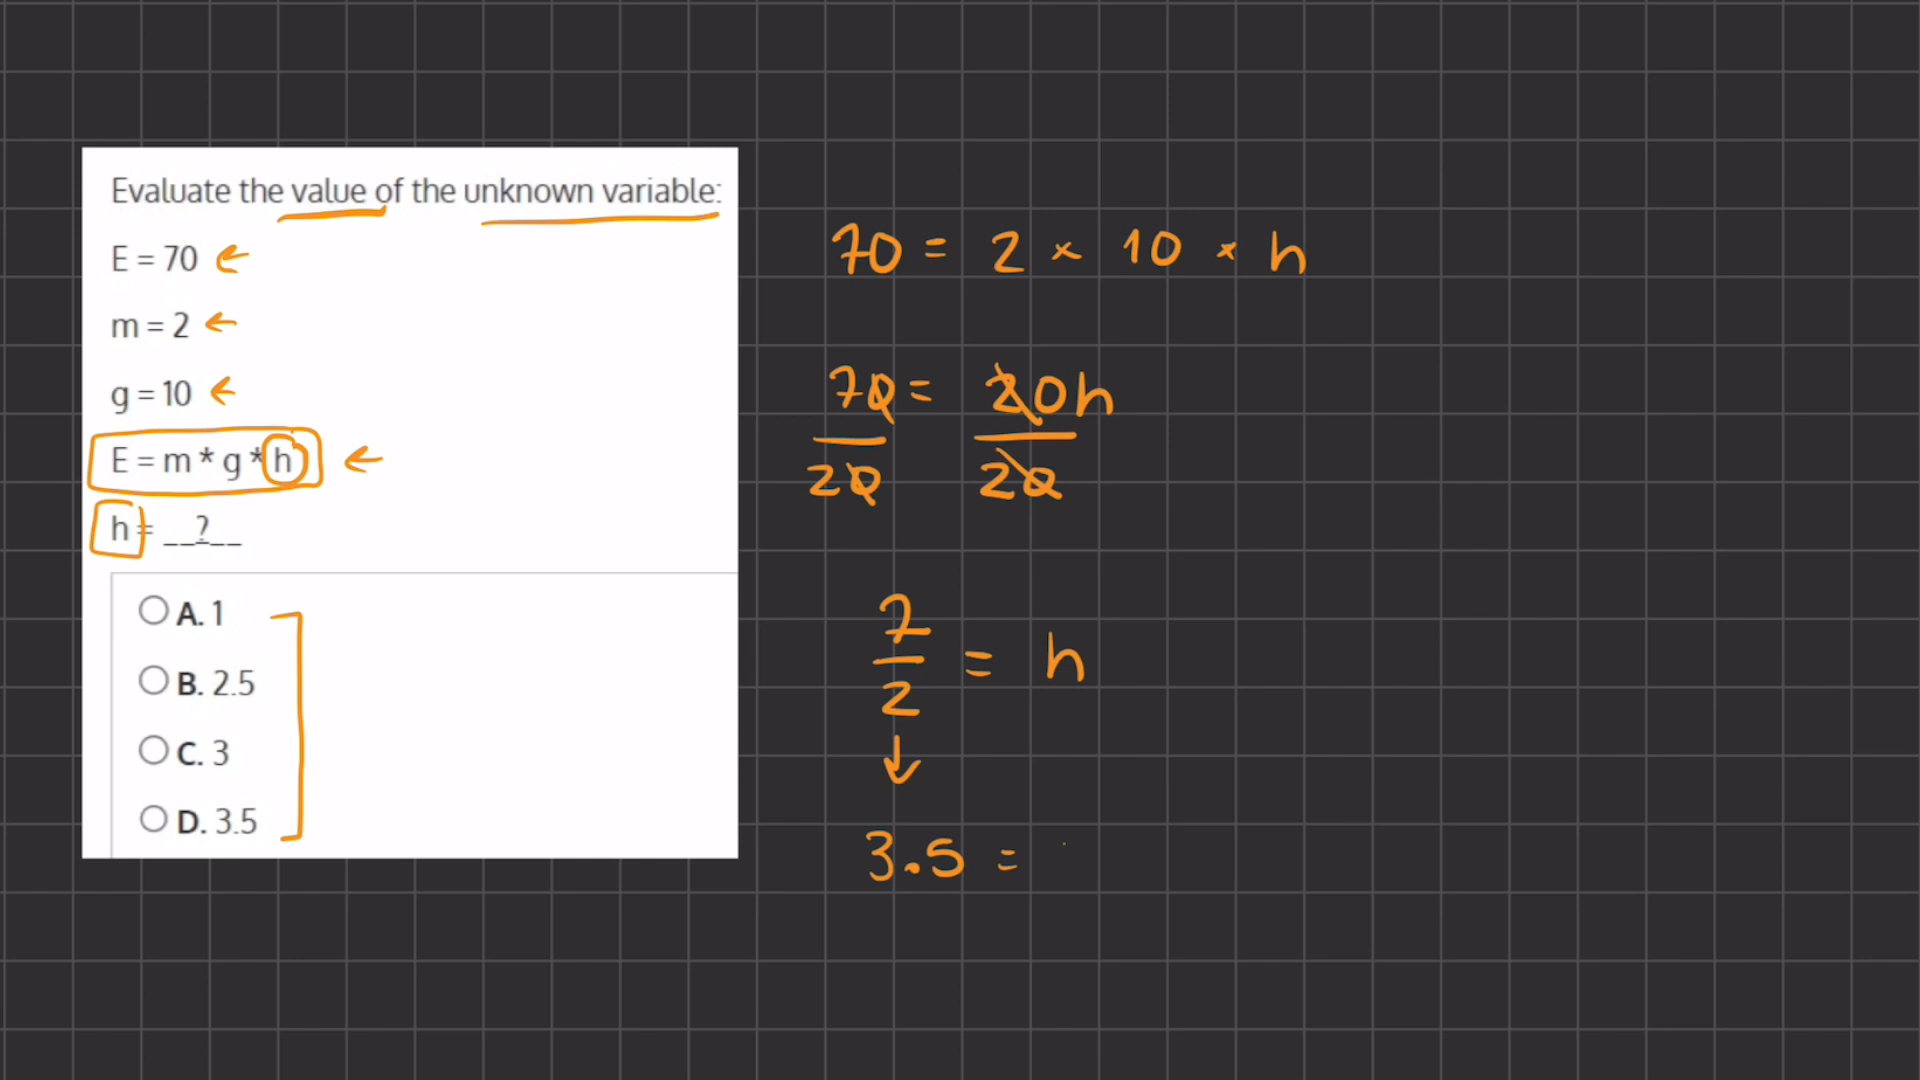 Evaluate the value of the unknown variable:
E = 70
m = 2
g = 10
E = m * g * h
h = __?__
A. 1
B. 2.5
C. 3
D. 3.5
70 = 2 × 10 × h
70 = 20h
20 20
7
2
= h
3.5 =